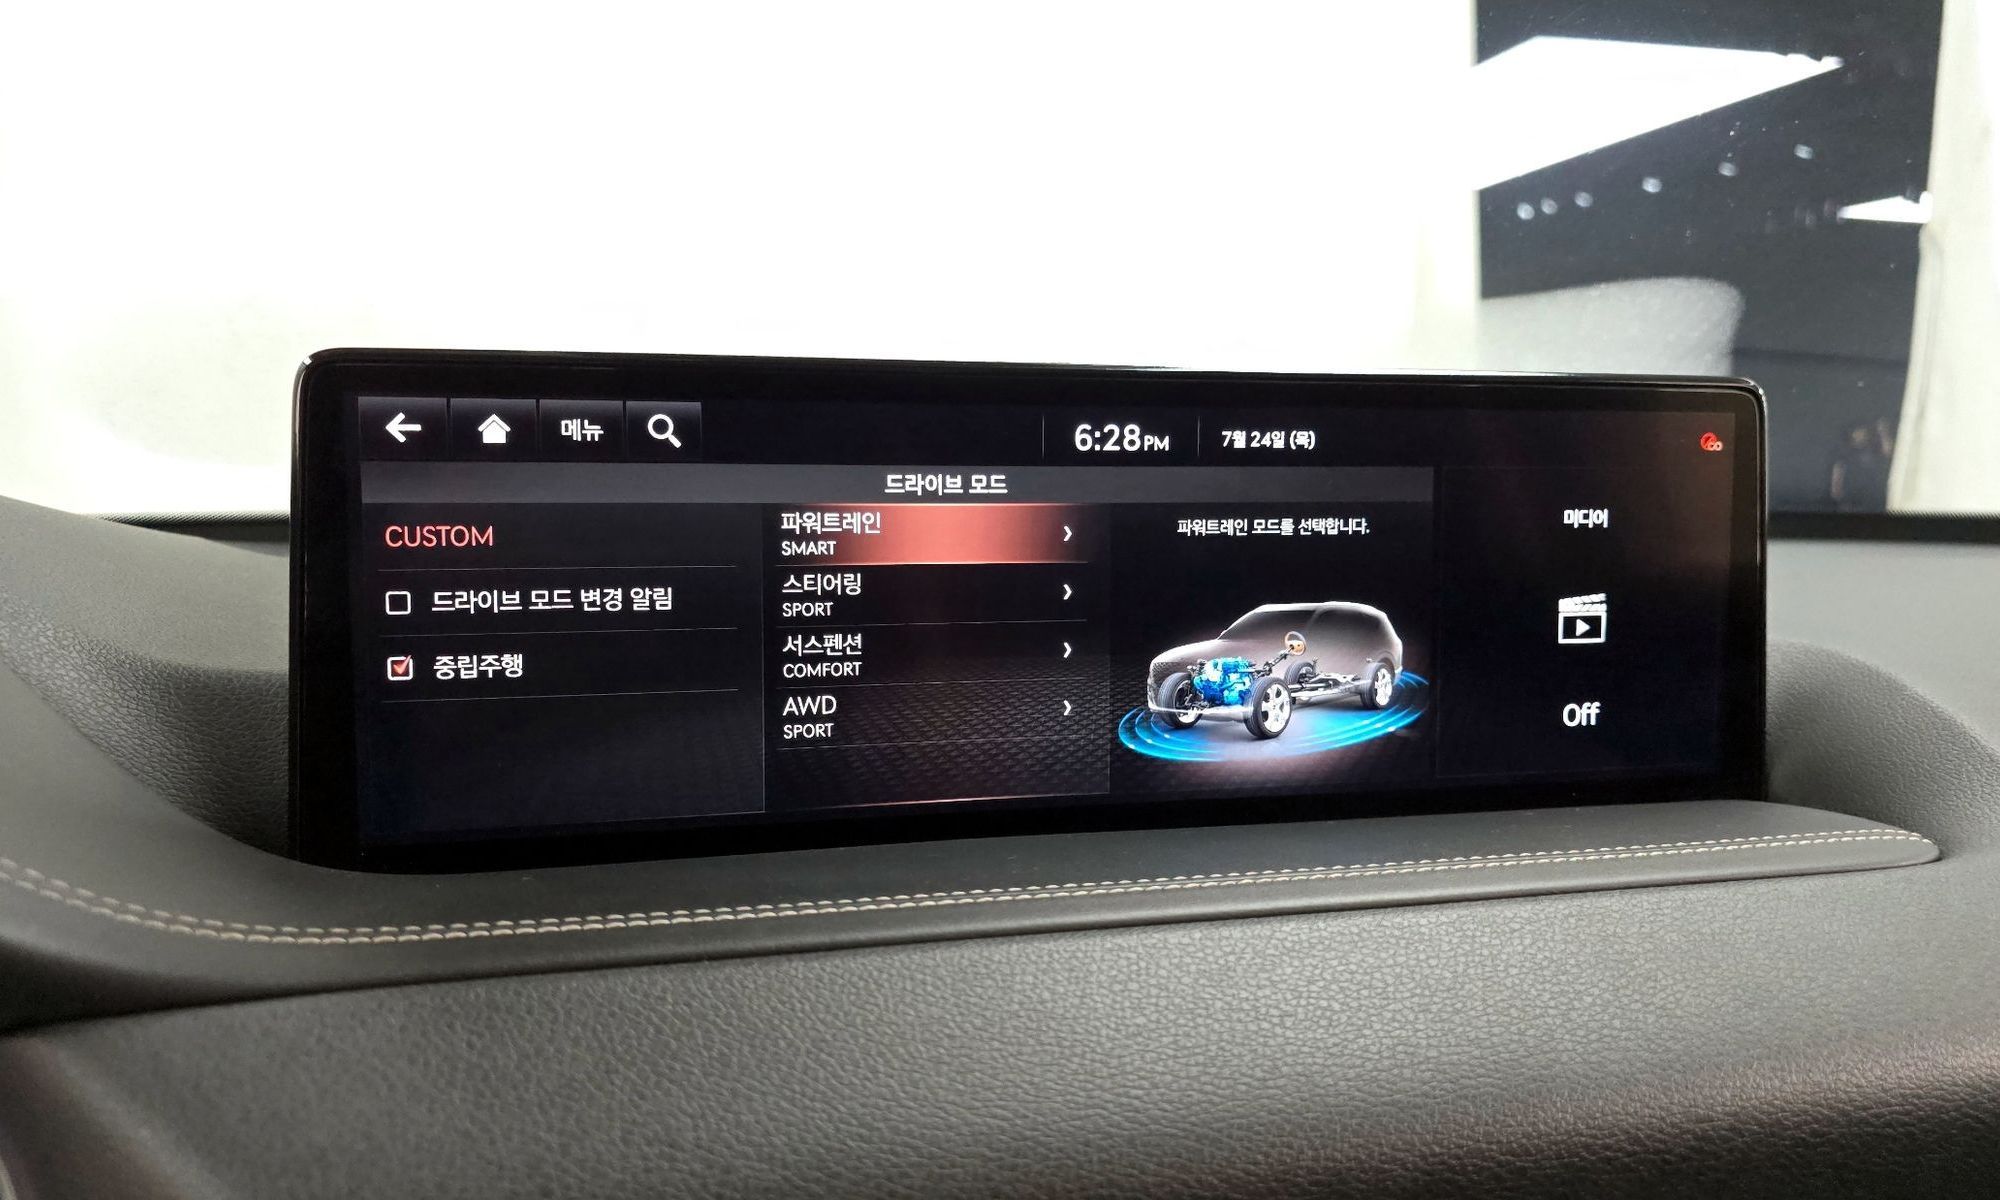 메뉴
6:28PM
7월 24일 (목)
드라이브 모드
CUSTOM
드라이브 모드 변경 알림
중립주행
파워트레인
SMART
스티어링
SPORT
서스펜션
COMFORT
AWD
SPORT
파워트레인 모드를 선택합니다.
미디어
Off